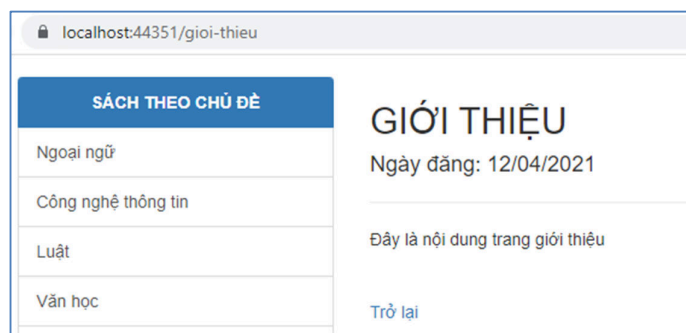 localhost:44351/gioi-thieu
SÁCH THEO CHỦ ĐỀ
Ngoại ngữ
Công nghệ thông tin
Luật
Văn học
GIỚI THIỆU
Ngày đăng: 12/04/2021
Đây là nội dung trang giới thiệu
Trở lại